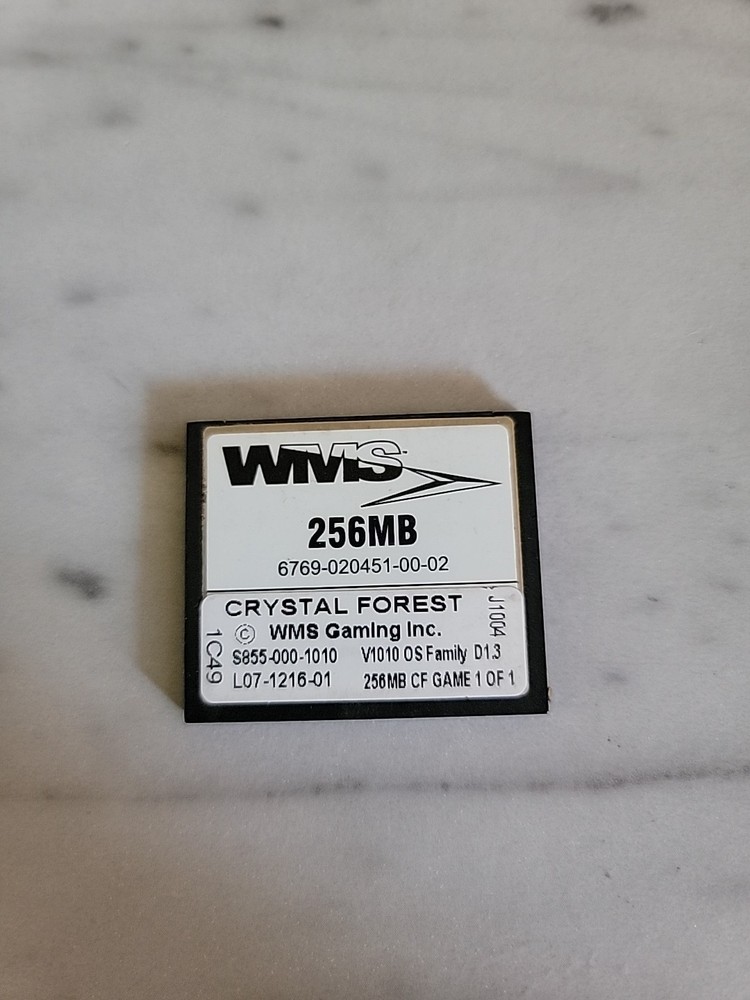 WMS™
256MB
6769-020451-00-02
CRYSTAL FOREST
© WMS Gaming Inc.
S855-000-1010 V1010 OS Family D1.3
L07-1216-01 256MB CF GAME 1 OF 1
1C49
J1004